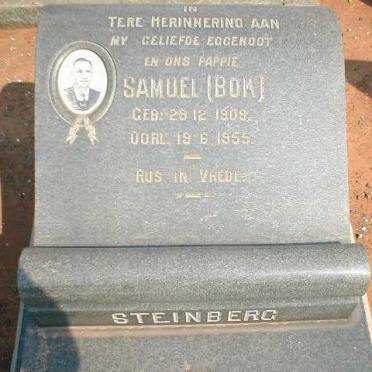 IN
TERE HERINNERING AAN
MY GELIEFDE EGGENOOT
EN ONS PAPPIE
SAMUEL (BOK)
GEB: 28·12·1909.
OORL: 19·6·1955.
RUS IN VREDE.
STEINBERG